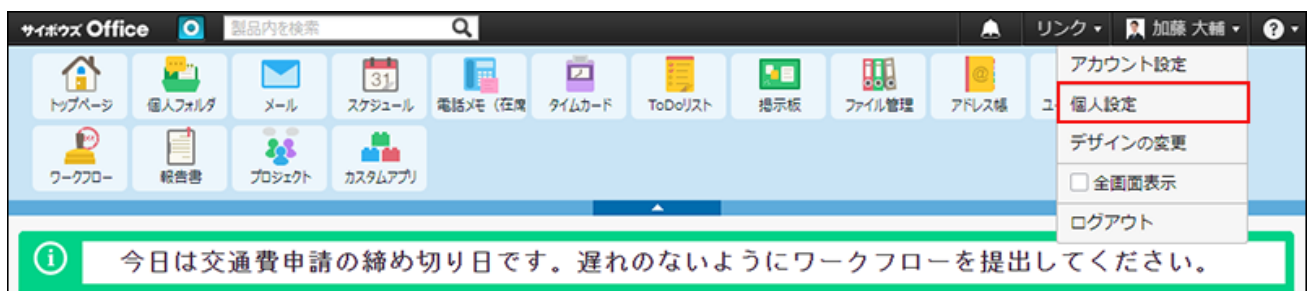 サイボウズ Office 製品内を検索 リンク 加藤 大輔
トップページ 個人フォルダ メール スケジュール 電話メモ（在席 タイムカード ToDoリスト 掲示板 ファイル管理 アドレス帳 ユ
ワークフロー 報告書 プロジェクト カスタムアプリ
アカウント設定
個人設定
デザインの変更
全画面表示
ログアウト
今日は交通費申請の締め切り日です。遅れのないようにワークフローを提出してください。